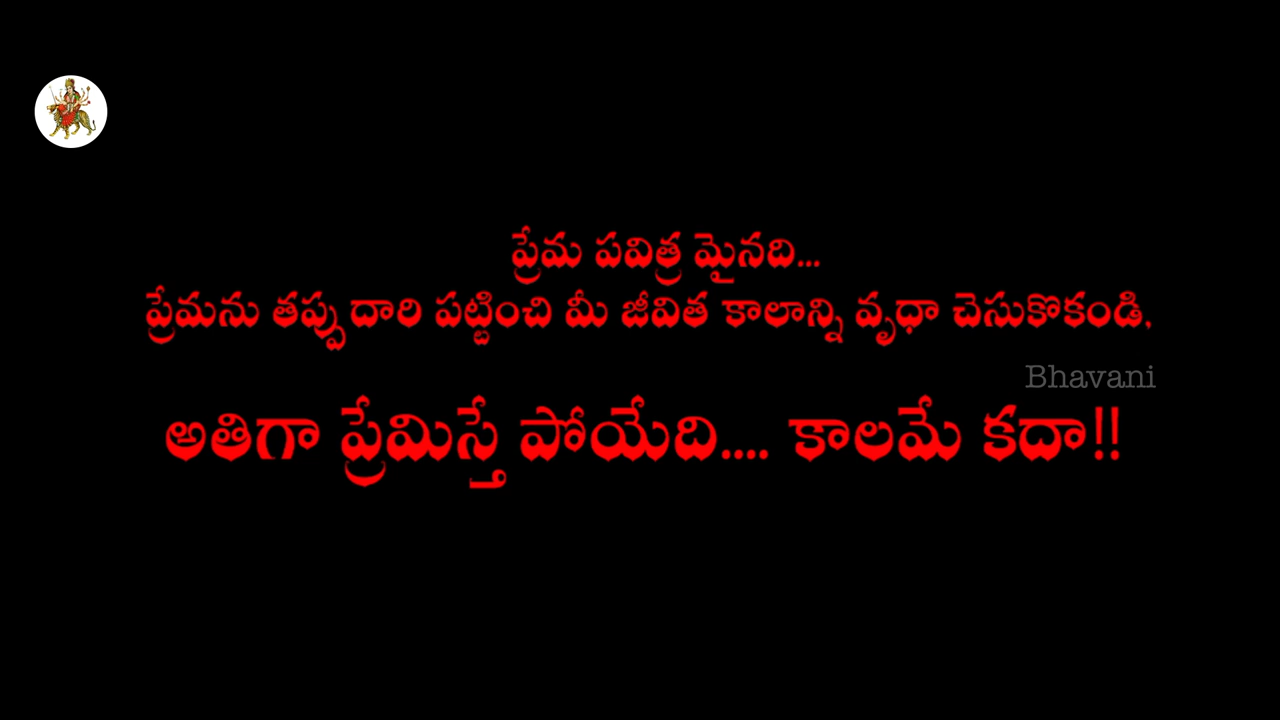 ప్రేమ పవిత్ర మైనది...
ప్రేమను తప్పుదారి పట్టించి మీ జీవిత కాలాన్ని వృధా చెసుకొకండి.
Bhavani
అతిగా ప్రేమిస్తే పోయేది.... కాలమే కదా!!